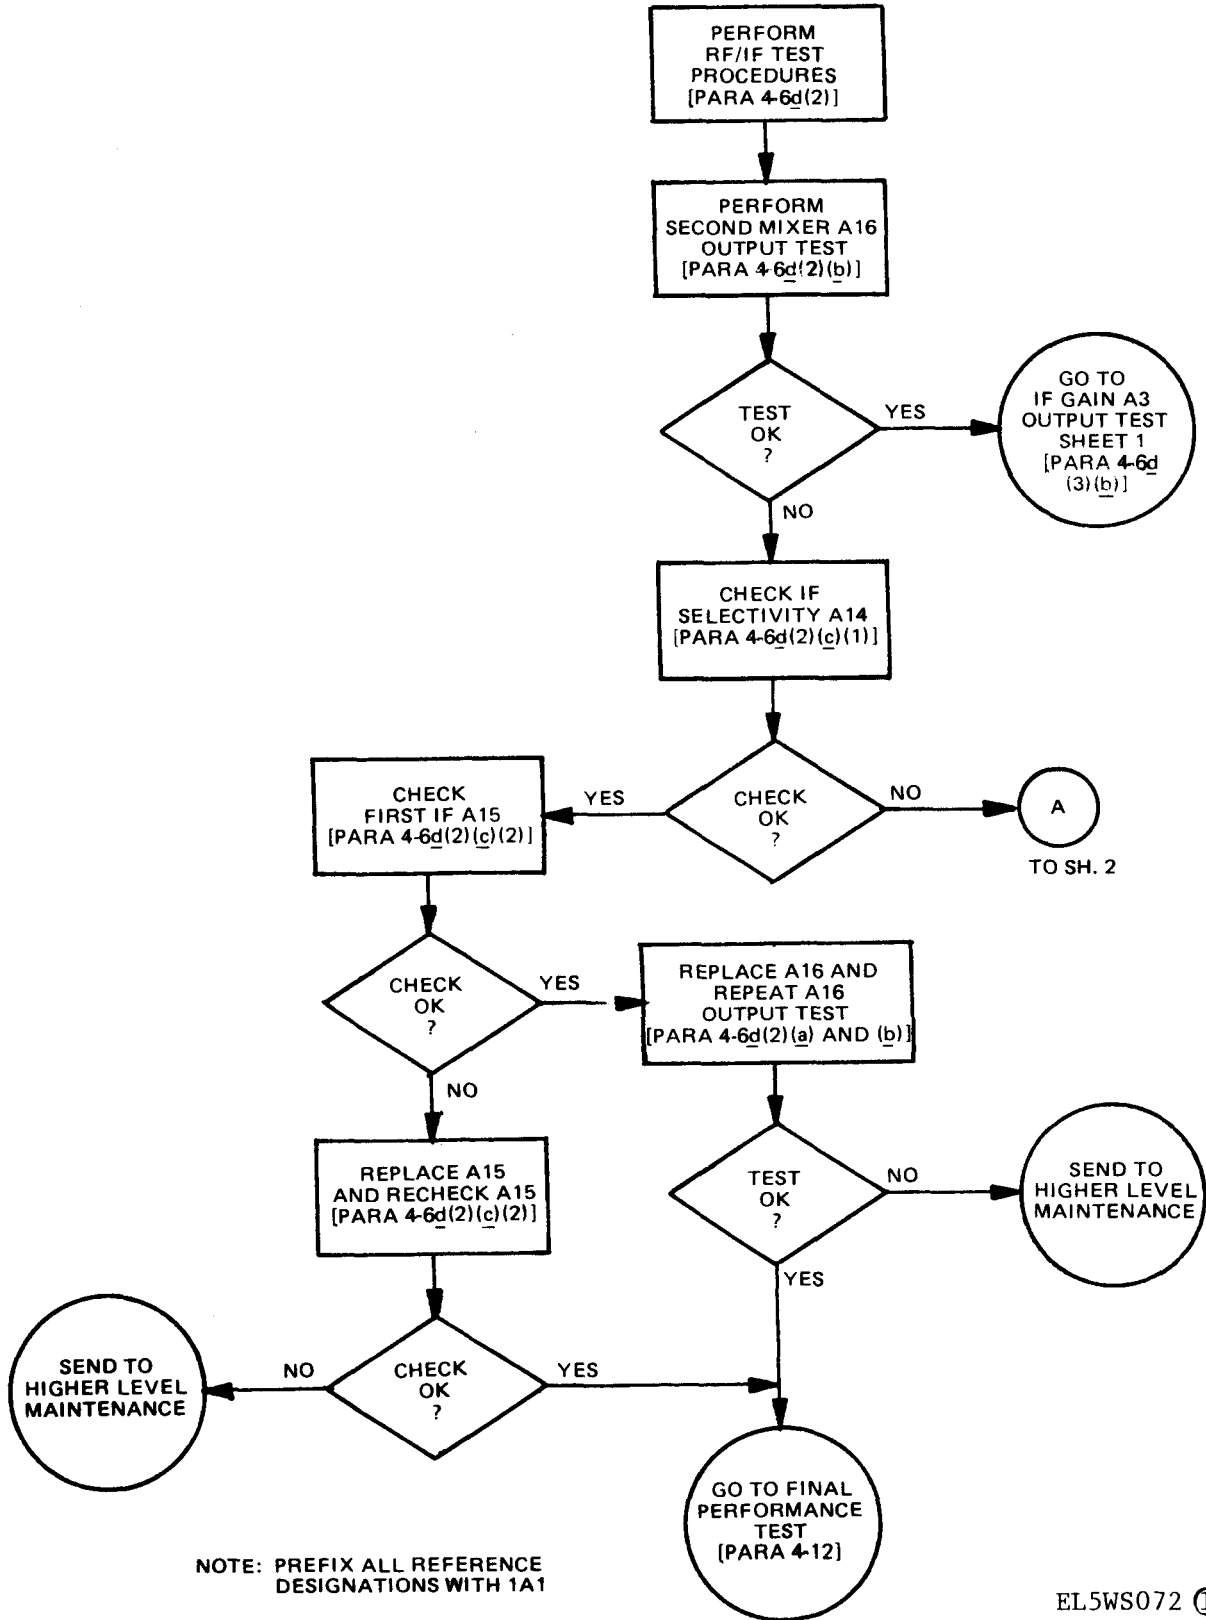 PERFORM
RF/IF TEST
PROCEDURES
[PARA 4-6d(2)]
PERFORM
SECOND MIXER A16
OUTPUT TEST
[PARA 4-6d(2)(b)]
TEST
OK
?
YES
GO TO
IF GAIN A3
OUTPUT TEST
SHEET 1
[PARA 4-6d
(3)(b)]
NO
CHECK IF
SELECTIVITY A14
[PARA 4-6d(2)(c)(1)]
CHECK
OK
?
NO
A
TO SH. 2
YES
CHECK
FIRST IF A15
[PARA 4-6d(2)(c)(2)]
CHECK
OK
?
YES
REPLACE A16 AND
REPEAT A16
OUTPUT TEST
[PARA 4-6d(2)(a) AND (b)]
NO
REPLACE A15
AND RECHECK A15
[PARA 4-6d(2)(c)(2)]
TEST
OK
?
NO
SEND TO
HIGHER LEVEL
MAINTENANCE
YES
CHECK
OK
?
NO
SEND TO
HIGHER LEVEL
MAINTENANCE
YES
GO TO FINAL
PERFORMANCE
TEST
[PARA 4-12]
NOTE: PREFIX ALL REFERENCE
DESIGNATIONS WITH 1A1
EL5WS072 ①